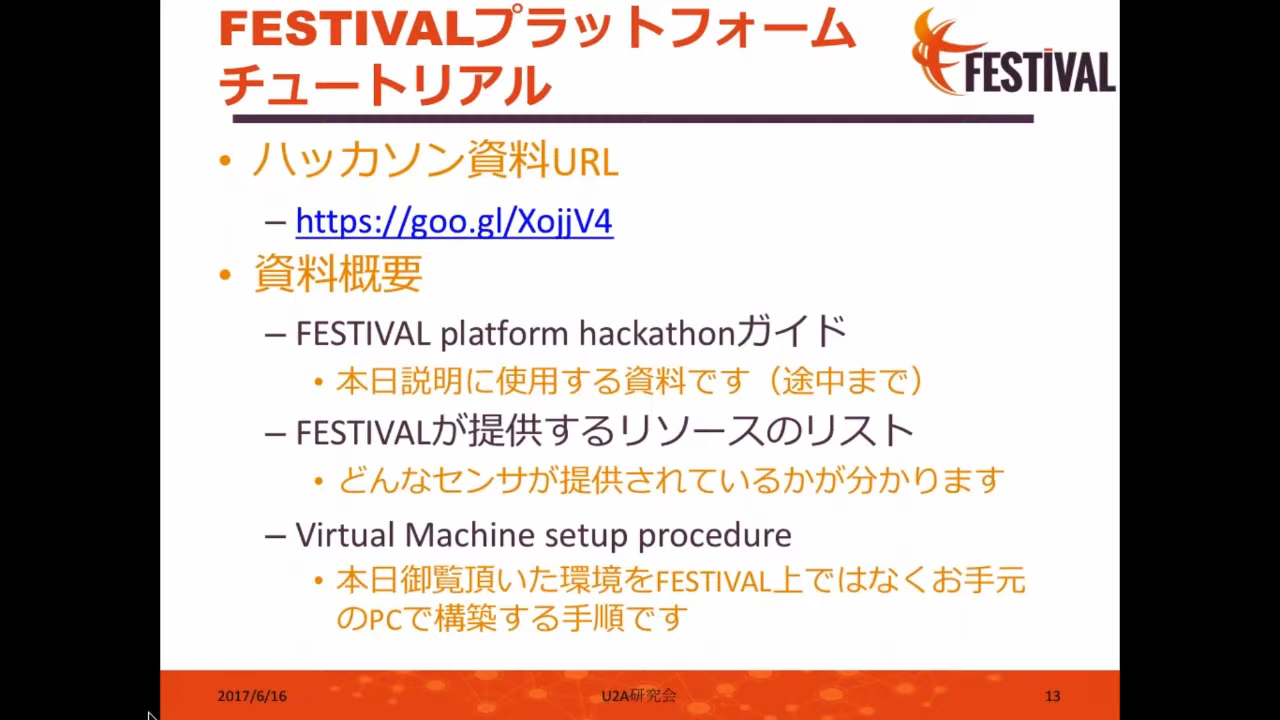 FESTIVALプラットフォーム
チュートリアル
FESTIVAL
• ハッカソン資料URL
– https://goo.gl/XojjV4
• 資料概要
– FESTIVAL platform hackathonガイド
• 本日説明に使用する資料です（途中まで）
– FESTIVALが提供するリソースのリスト
• どんなセンサが提供されているかが分かります
– Virtual Machine setup procedure
• 本日御覧頂いた環境をFESTIVAL上ではなくお手元
のPCで構築する手順です
2017/6/16
U2A研究会
13